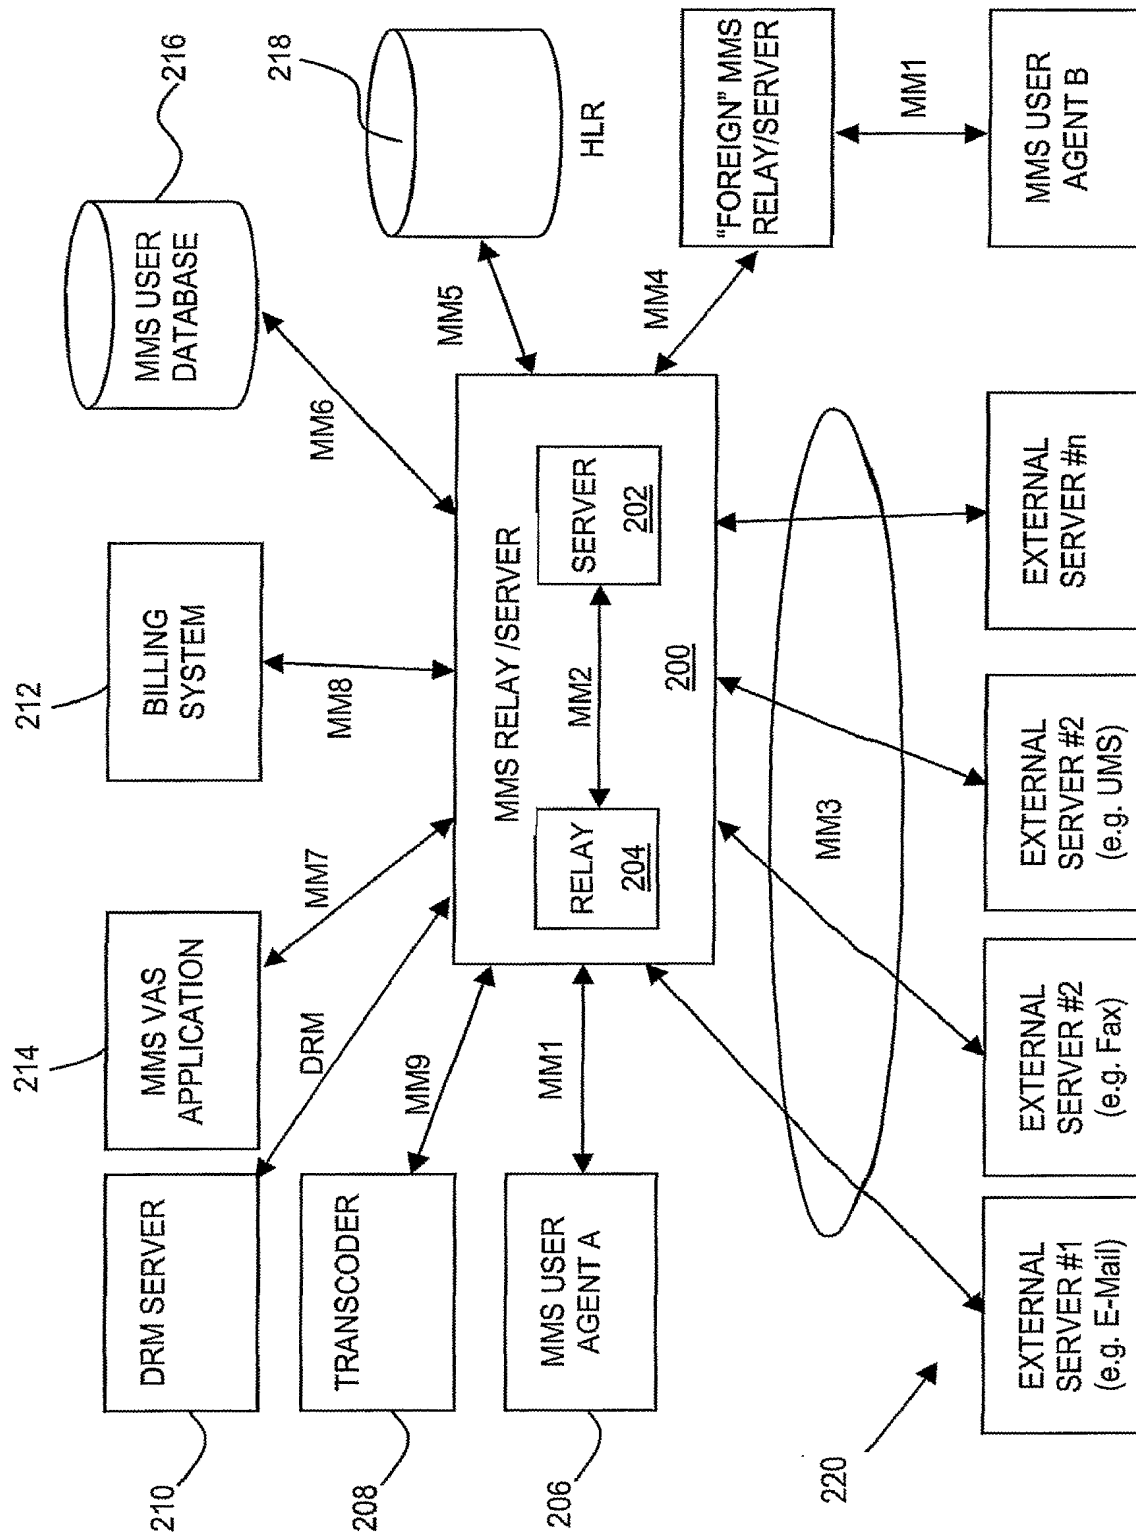 214
212
DRM SERVER
MMS VAS
APPLICATION
BILLING
SYSTEM
MMS USER
DATABASE
216
210
218
DRM
MM7
MM8
MM6
TRANSCODER
208
MM9
MM5
HLR
MMS RELAY /SERVER
MMS USER
AGENT A
206
MM1
RELAY
204
MM2
SERVER
202
200
MM4
"FOREIGN" MMS
RELAY/SERVER
MM3
220
MM1
EXTERNAL
SERVER #1
(e.g. E-Mail)
EXTERNAL
SERVER #2
(e.g. Fax)
EXTERNAL
SERVER #2
(e.g. UMS)
EXTERNAL
SERVER #n
MMS USER
AGENT B